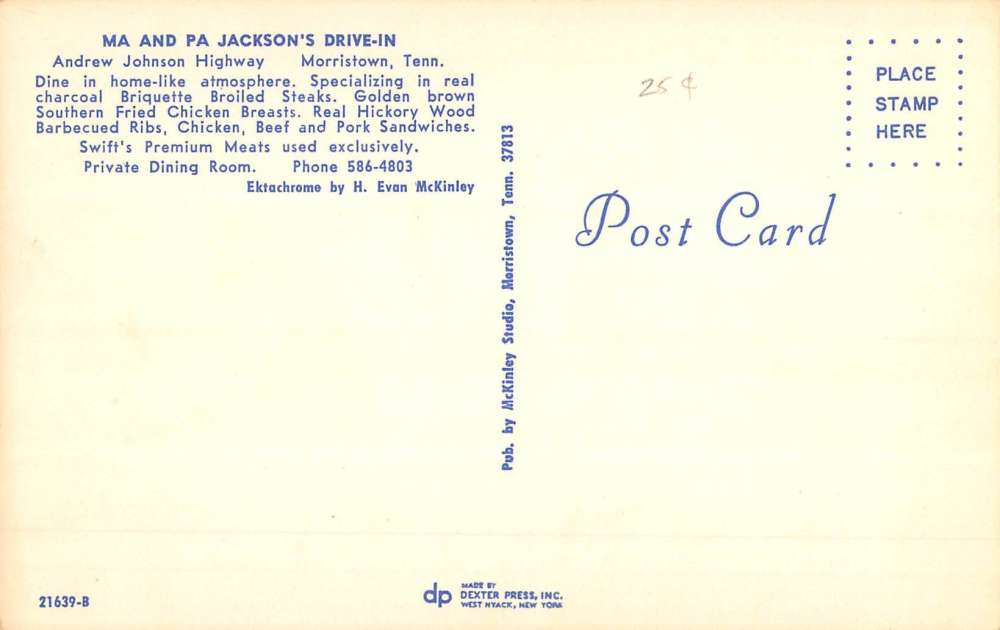 MA AND PA JACKSON'S DRIVE-IN
Andrew Johnson Highway Morristown, Tenn.
Dine in home-like atmosphere. Specializing in real
charcoal Briquette Broiled Steaks. Golden brown
Southern Fried Chicken Breasts. Real Hickory Wood
Barbecued Ribs, Chicken, Beef and Pork Sandwiches.
Swift's Premium Meats used exclusively.
Private Dining Room. Phone 586-4803
Ektachrome by H. Evan McKinley
21639-B
Pub. by McKinley Studio, Morristown, Tenn. 37813
dp
MADE BY
DEXTER PRESS, INC.
WEST NYACK, NEW YORK
25¢
PLACE
STAMP
HERE
Post Card